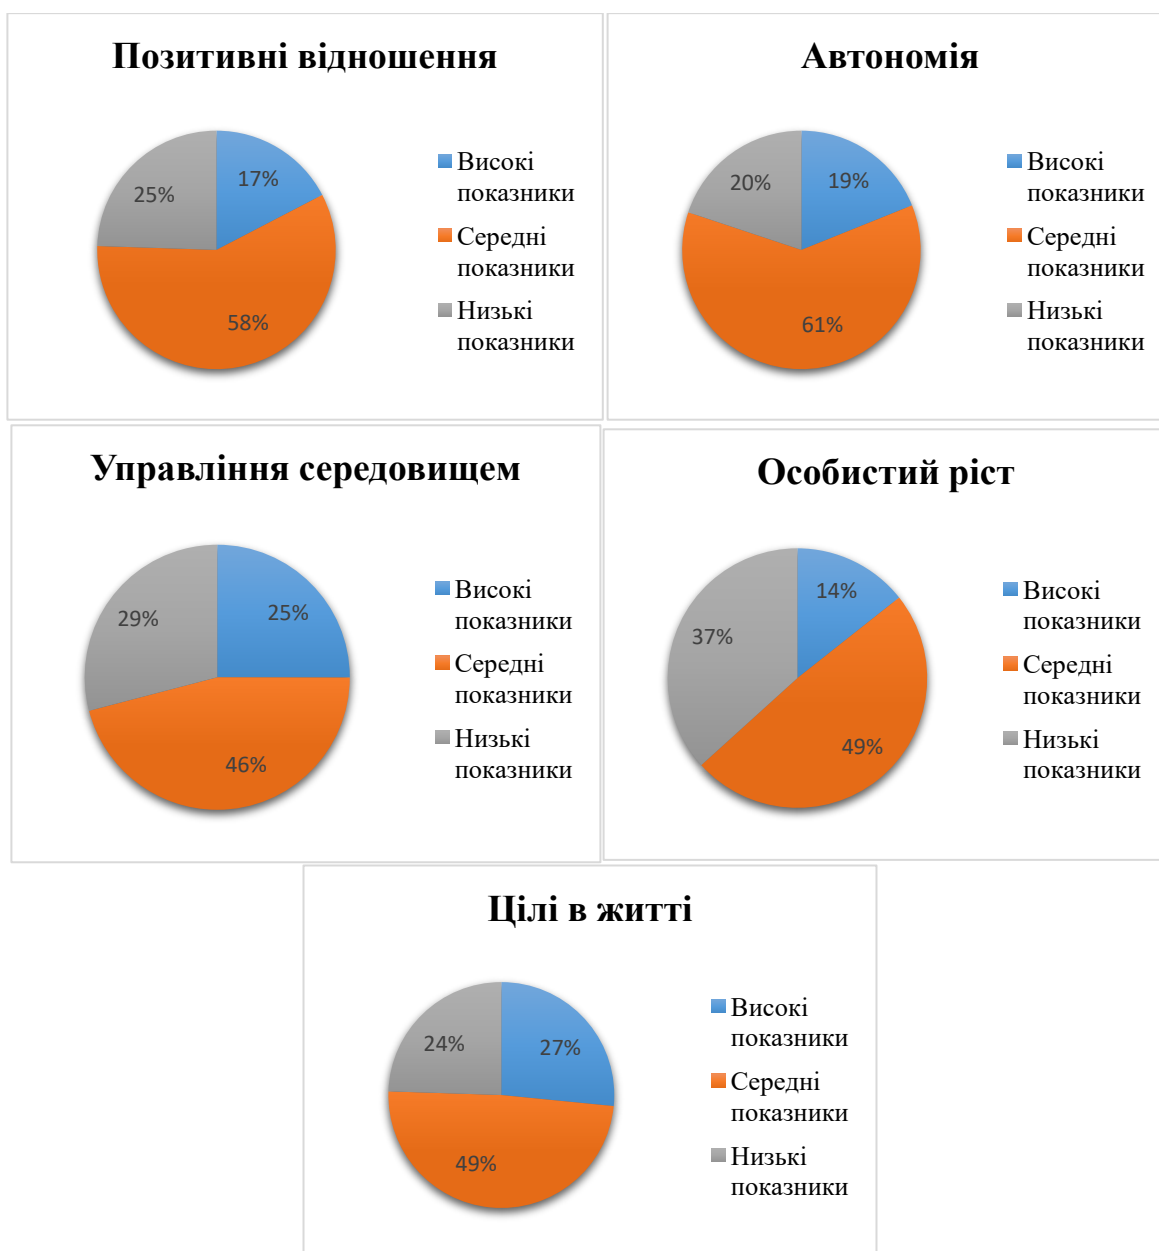 Позитивні відношення
17%
25%
58%
Високі
показники
Середні
показники
Низькі
показники
Автономія
19%
20%
61%
Високі
показники
Середні
показники
Низькі
показники
Управління середовищем
25%
29%
46%
Високі
показники
Середні
показники
Низькі
показники
Особистий ріст
14%
37%
49%
Високі
показники
Середні
показники
Низькі
показники
Цілі в житті
27%
24%
49%
Високі
показники
Середні
показники
Низькі
показники